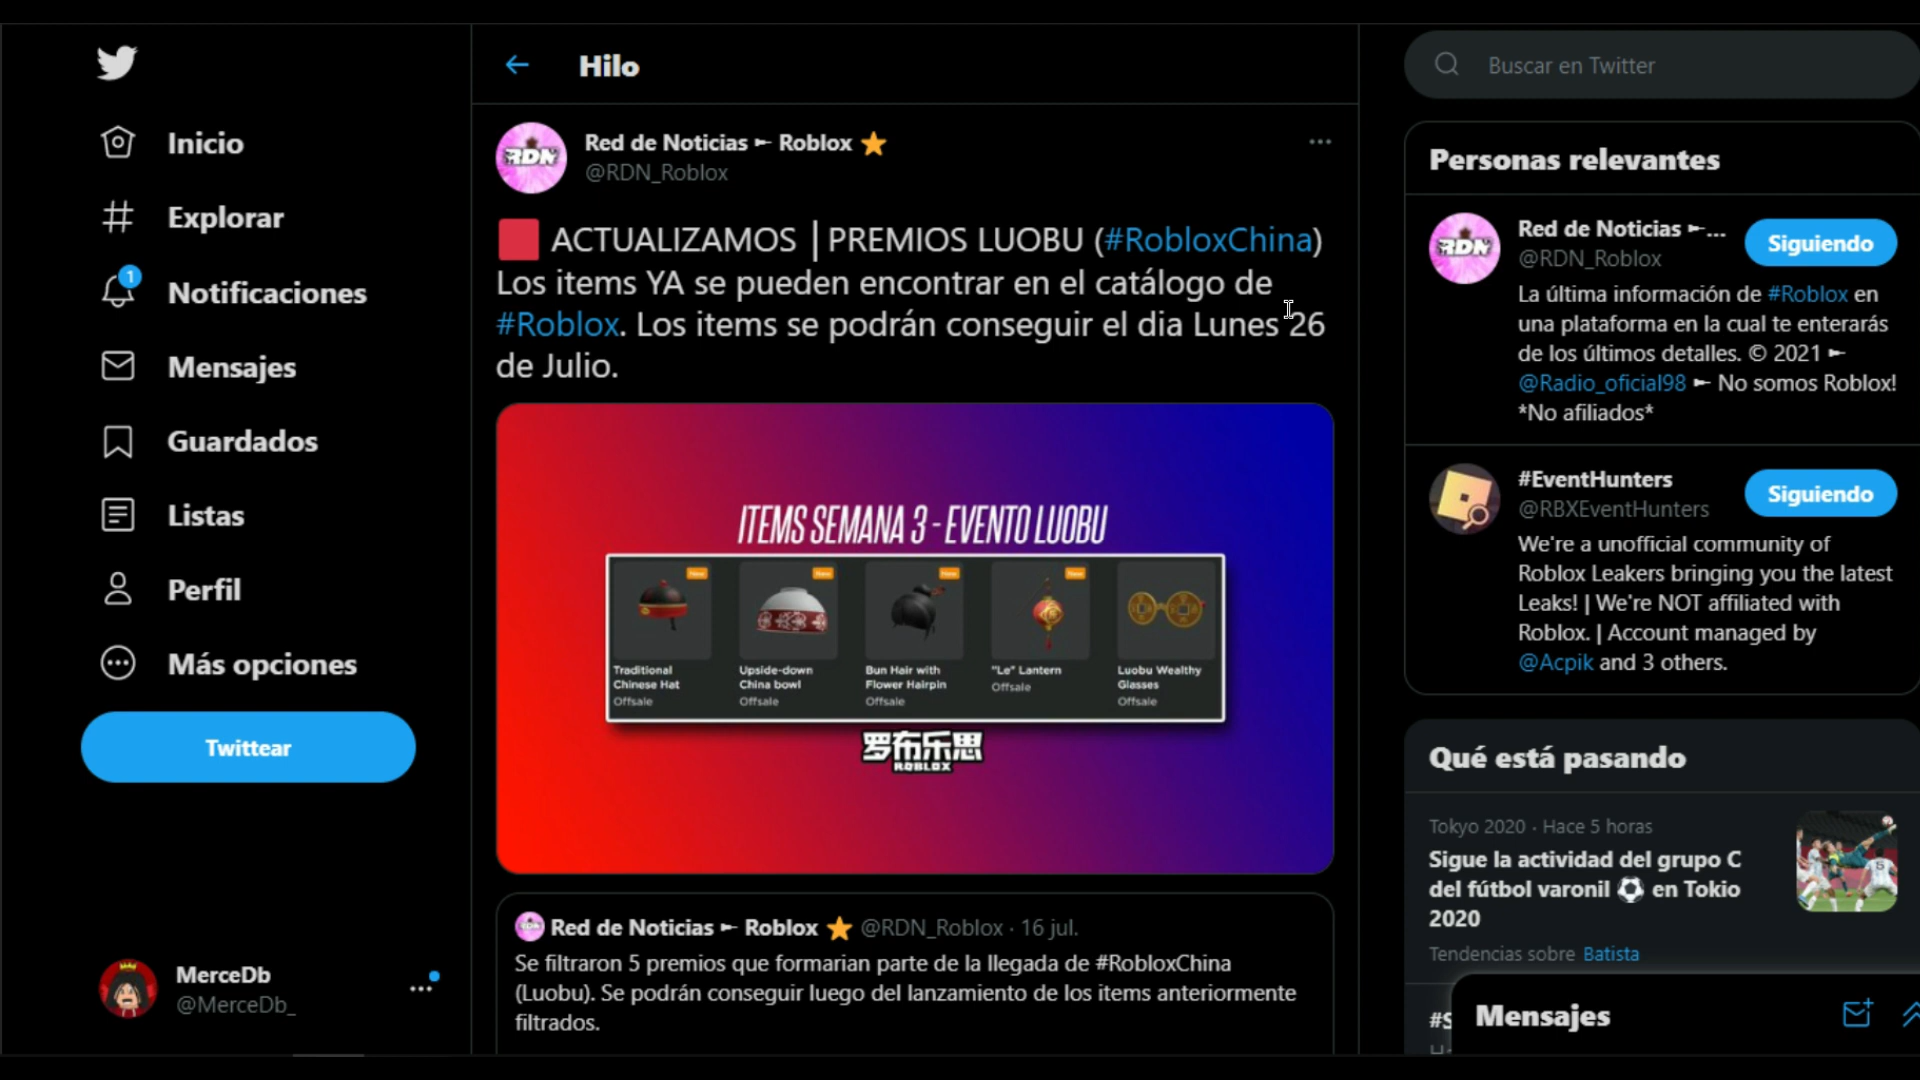 Inicio
Explorar
1
Notificaciones
Mensajes
Guardados
Listas
Perfil
Más opciones
Twittear
MerceDb
@MerceDb_
Hilo
RDN
Red de Noticias ➸ Roblox ⭐
@RDN_Roblox
🟥 ACTUALIZAMOS | PREMIOS LUOBU (#RobloxChina)
Los items YA se pueden encontrar en el catálogo de
#Roblox. Los items se podrán conseguir el dia Lunes 26
de Julio.
ITEMS SEMANA 3 - EVENTO LUOBU
New
New
New
New
Traditional
Chinese Hat
Offsale
Upside-down
China bowl
Offsale
Bun Hair with
Flower Hairpin
Offsale
"Le" Lantern
Offsale
Luobu Wealthy
Glasses
Offsale
罗布乐思
ROBLOX
Red de Noticias ➸ Roblox ⭐ @RDN_Roblox · 16 jul.
Se filtraron 5 premios que formarian parte de la llegada de #RobloxChina
(Luobu). Se podrán conseguir luego del lanzamiento de los items anteriormente
filtrados.
Buscar en Twitter
Personas relevantes
RDN
Red de Noticias ➸...
@RDN_Roblox
Siguiendo
La última información de #Roblox en
una plataforma en la cual te enterarás
de los últimos detalles. © 2021 ➸
@Radio_oficial98 ➸ No somos Roblox!
*No afiliados*
#EventHunters
@RBXEventHunters
Siguiendo
We're a unofficial community of
Roblox Leakers bringing you the latest
Leaks! | We're NOT affiliated with
Roblox. | Account managed by
@Acpik and 3 others.
Qué está pasando
Tokyo 2020 · Hace 5 horas
Sigue la actividad del grupo C
del fútbol varonil ⚽ en Tokio
2020
Tendencias sobre Batista
Mensajes